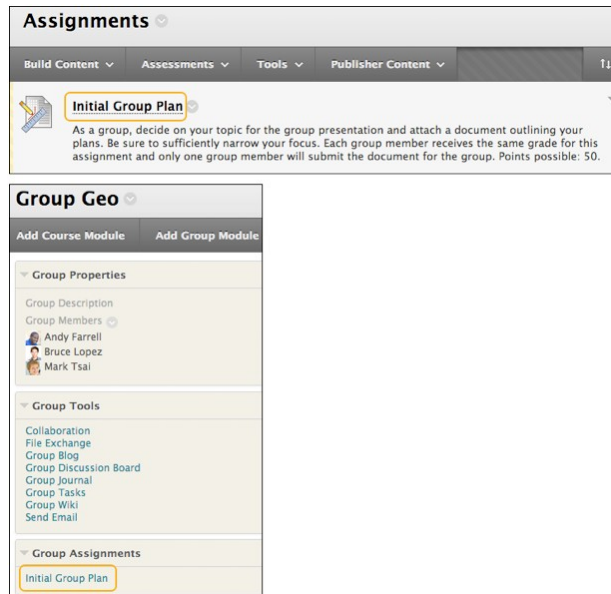 Assignments
Build Content Assessments Tools Publisher Content
Initial Group Plan
As a group, decide on your topic for the group presentation and attach a document outlining your
plans. Be sure to sufficiently narrow your focus. Each group member receives the same grade for this
assignment and only one group member will submit the document for the group. Points possible: 50.
Group Geo
Add Course Module Add Group Module
Group Properties
Group Description
Group Members
Andy Farrell
Bruce Lopez
Mark Tsai
Group Tools
Collaboration
File Exchange
Group Blog
Group Discussion Board
Group Journal
Group Tasks
Group Wiki
Send Email
Group Assignments
Initial Group Plan